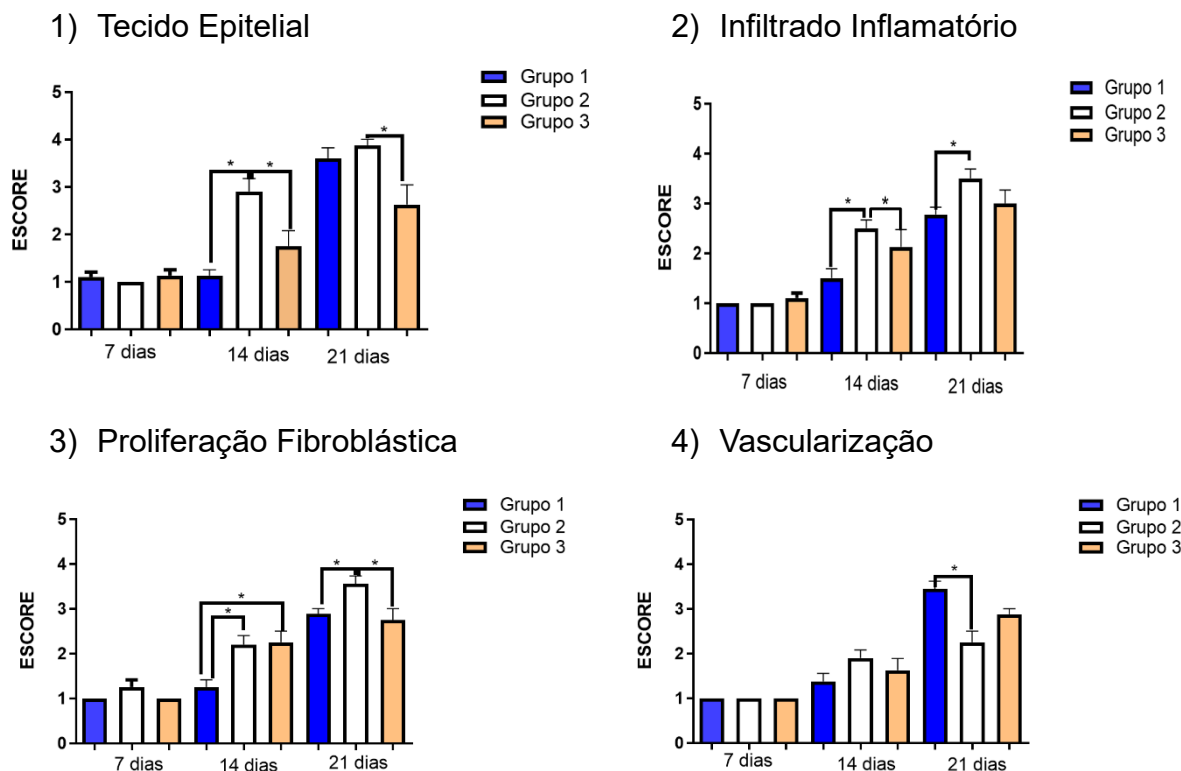 1) Tecido Epitelial
Grupo 1
Grupo 2
Grupo 3
ESCORE
5
4
3
2
1
0
* * *
7 dias 14 dias 21 dias
2) Infiltrado Inflamatório
Grupo 1
Grupo 2
Grupo 3
ESCORE
5
4
3
2
1
0
* * *
7 dias 14 dias 21 dias
3) Proliferação Fibroblástica
Grupo 1
Grupo 2
Grupo 3
ESCORE
5
4
3
2
1
0
* * * *
7 dias 14 dias 21 dias
4) Vascularização
Grupo 1
Grupo 2
Grupo 3
ESCORE
5
4
3
2
1
0
*
7 dias 14 dias 21 dias